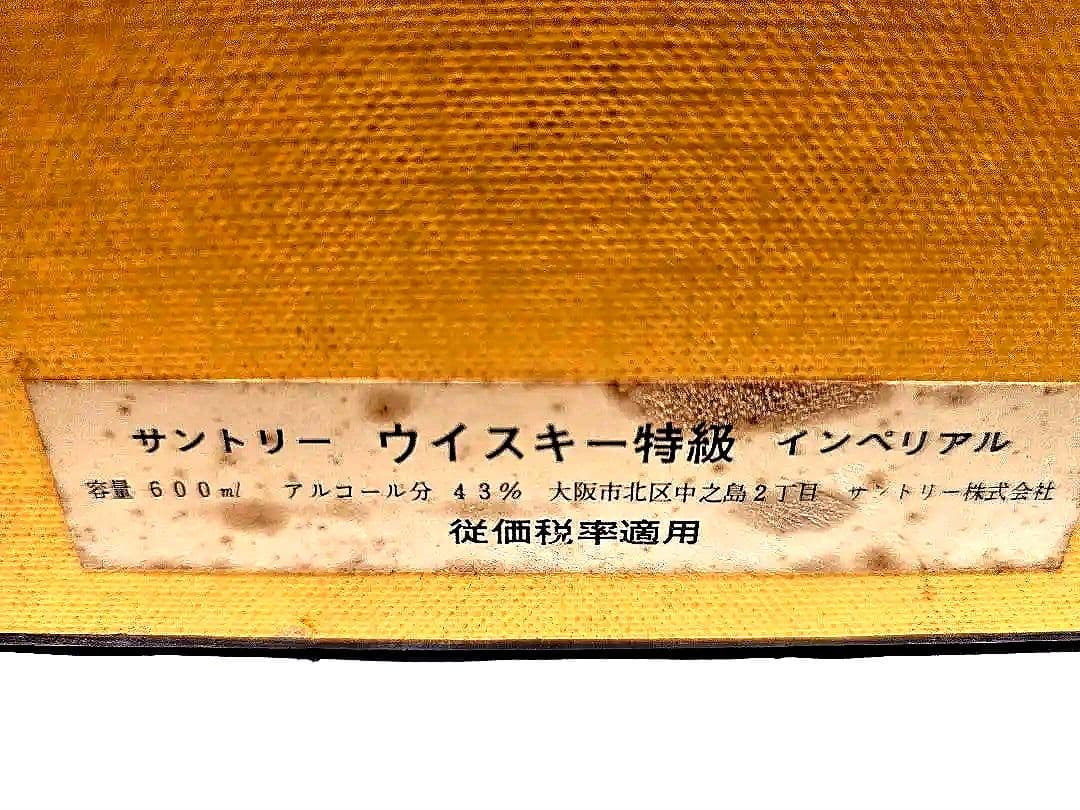 サントリー ウイスキー特級 インペリアル
容量 600ml アルコール分 43% 大阪市北区中之島2丁目 サントリー株式会社
従価税率適用